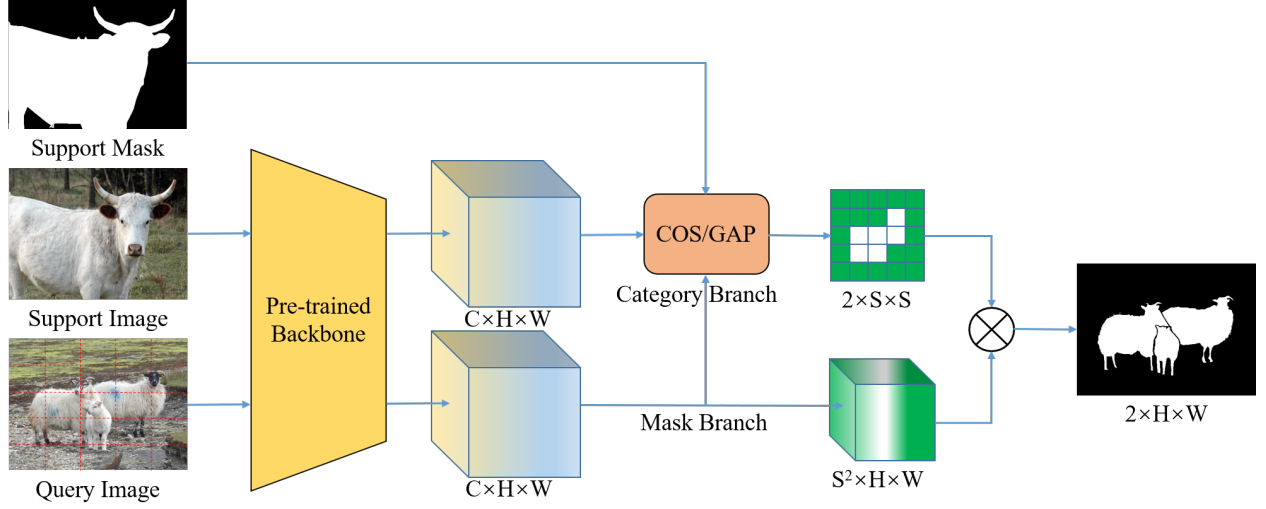 Support Mask
Support Image
Query Image
Pre-trained
Backbone
C×H×W
C×H×W
COS/GAP
Category Branch
Mask Branch
2×S×S
S²×H×W
2×H×W